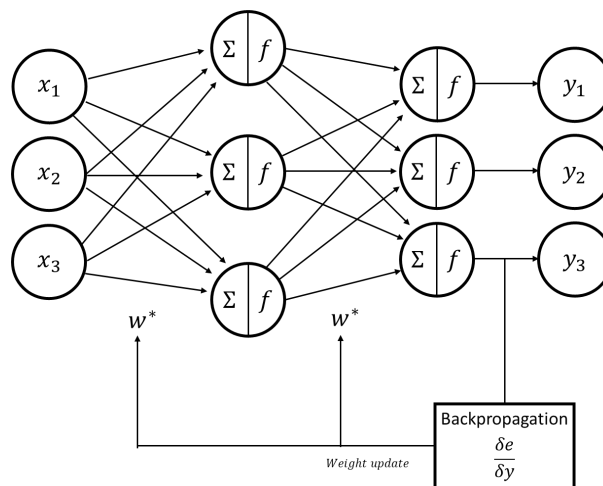 x₁
x₂
x₃
Σ f
Σ f
Σ f
Σ f
Σ f
Σ f
y₁
y₂
y₃
w*
w*
Weight update
Backpropagation
δe
δy